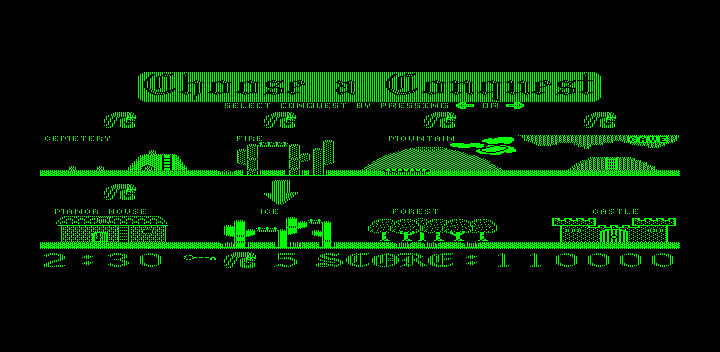 Choose a Conquest
SELECT CONQUEST BY PRESSING OR
CEMETERY FIRE MOUNTAIN CAVE
MANOR HOUSE ICE FOREST CASTLE
2:30 5 SCORE:110000